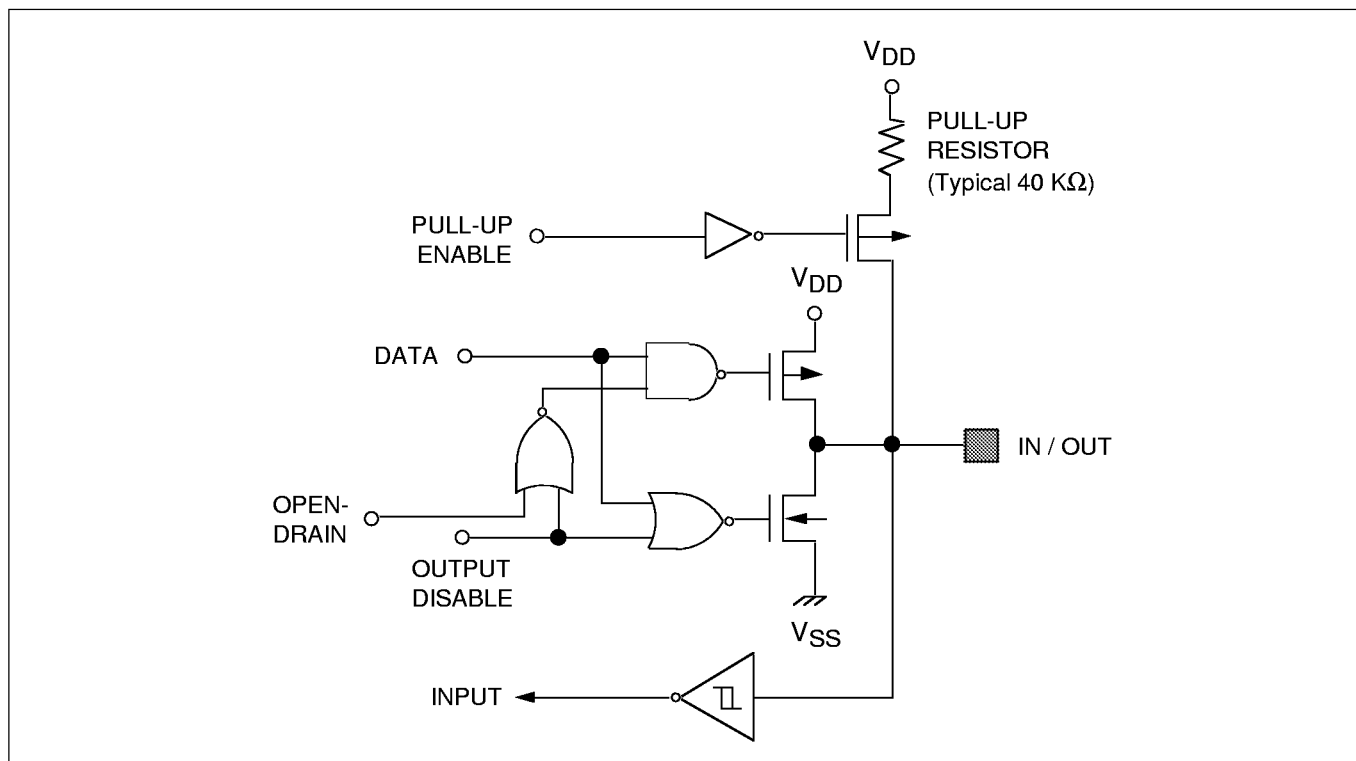 VDD
PULL-UP
RESISTOR
(Typical 40 KΩ)
PULL-UP
ENABLE
VDD
DATA
IN / OUT
OPEN-
DRAIN
OUTPUT
DISABLE
VSS
INPUT